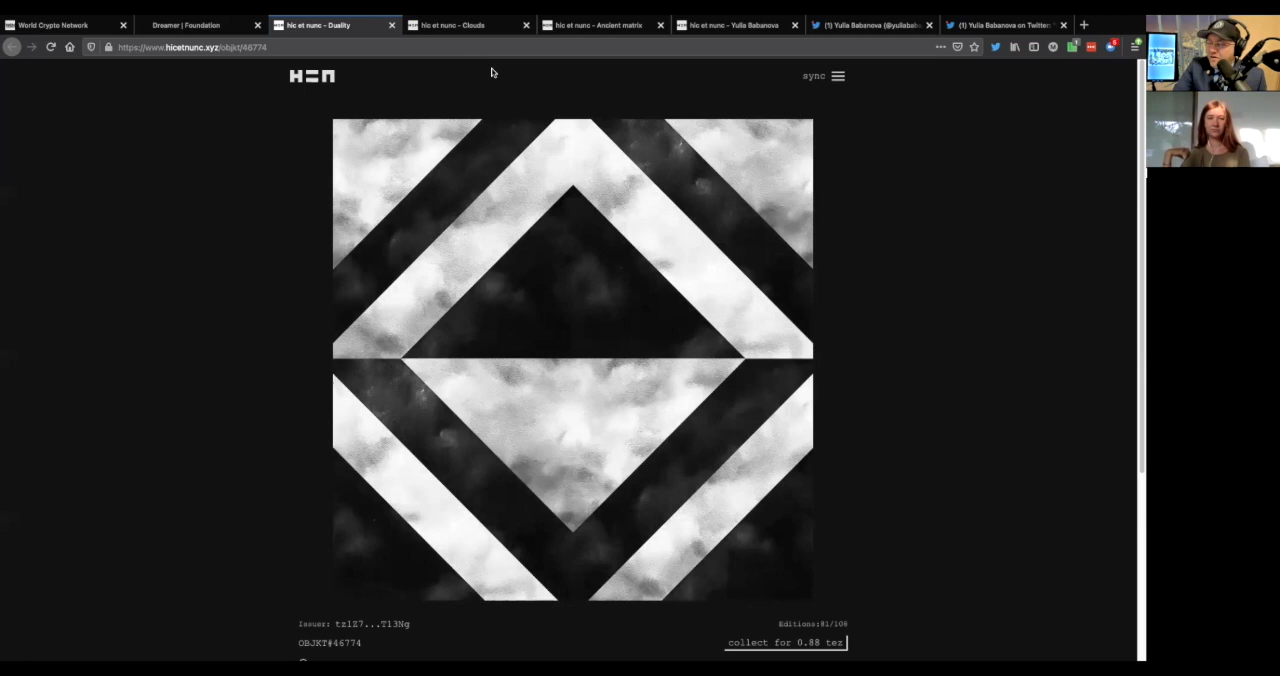 World Crypto Network
Dreamer | Foundation
hic et nunc – Duality
hic et nunc – Clouds
hic et nunc – Ancient matrix
hic et nunc – Yulia Babanova
(1) Yulia Babanova (@yuliabab
(1) Yulia Babanova on Twitter:
https://www.hicetnunc.xyz/objkt/46774
sync
Issuer: tz1Z7...T13Ng
Editions:81/108
OBJKT#46774
collect for 0.88 tez